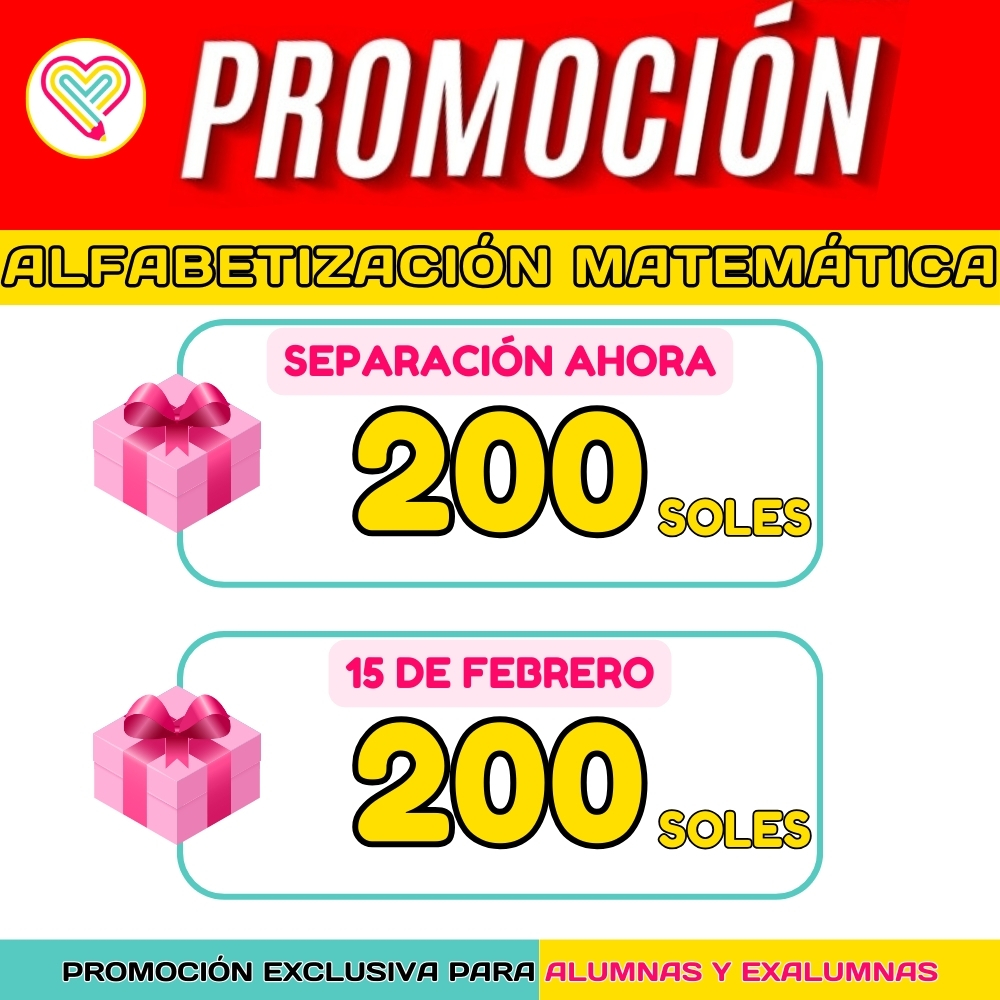 PROMOCIÓN
ALFABETIZACIÓN MATEMÁTICA
SEPARACIÓN AHORA
200 SOLES
15 DE FEBRERO
200 SOLES
PROMOCIÓN EXCLUSIVA PARA ALUMNAS Y EXALUMNAS